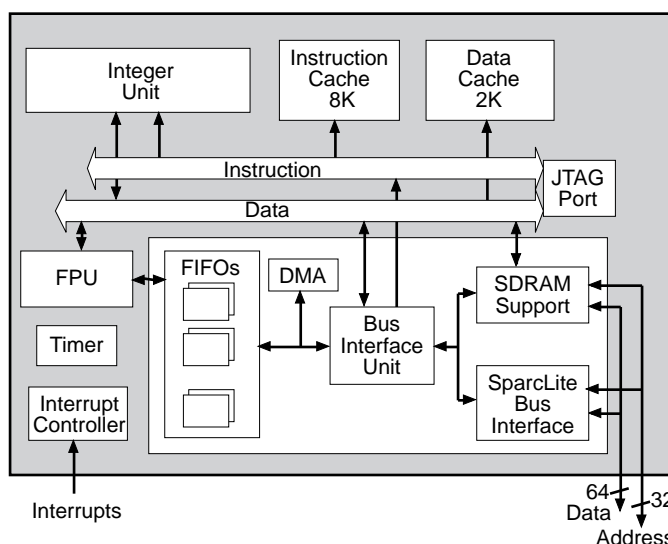 Integer
Unit
Instruction
Cache
8K
Data
Cache
2K
Instruction
Data
JTAG
Port
FPU
FIFOs
DMA
SDRAM
Support
Timer
Bus
Interface
Unit
Interrupt
Controller
SparcLite
Bus
Interface
Interrupts
64
Data
32
Address